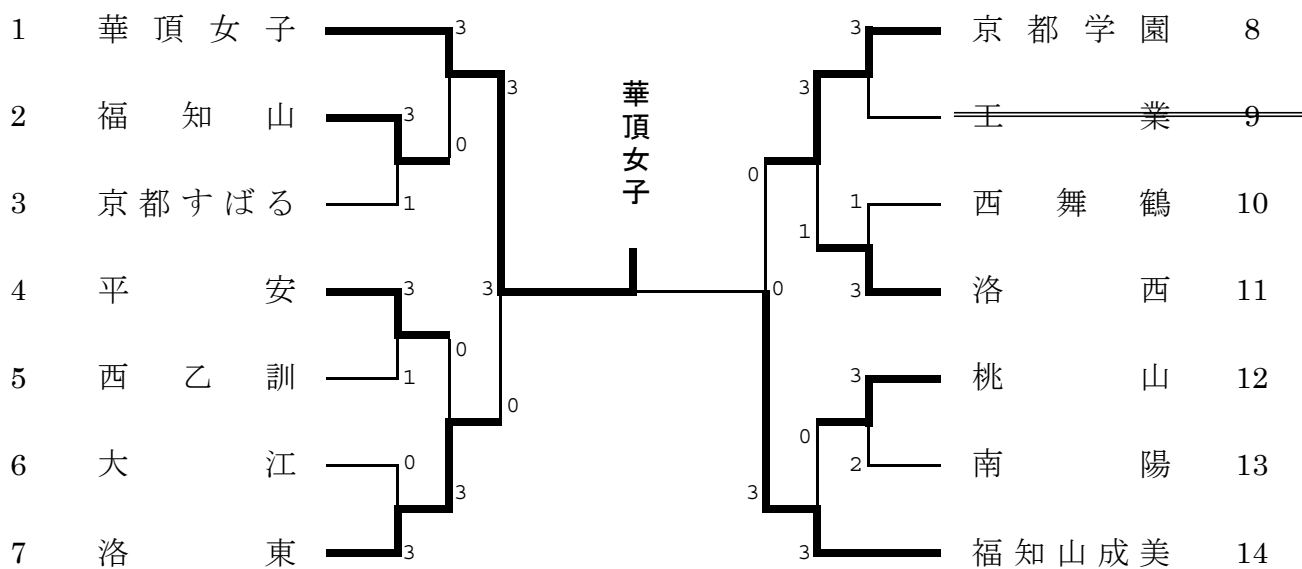 1 華頂女子 3 3 京都学園 8
3 3
華頂女子
2 福知山 3 工業 9
0 0
3 京都すばる 1 1 西舞鶴 10
1
4 平安 3 3 0 3 洛西 11
0
5 西乙訓 1 3 桃山 12
0 0
6 大江 0 2 南陽 13
3 3
7 洛東 3 3 福知山成美 14